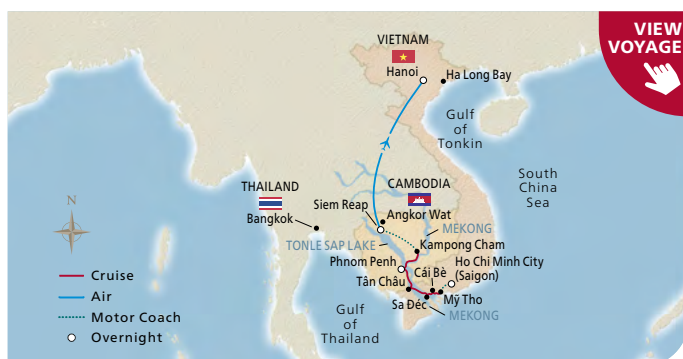 VIEW
VOYAGE
VIETNAM
Hanoi
Ha Long Bay
Gulf
of
Tonkin
South
China
Sea
THAILAND
Bangkok
CAMBODIA
Siem Reap
Angkor Wat
TONLE SAP LAKE
MEKONG
Kampong Cham
Phnom Penh
Ho Chi Minh City
(Saigon)
Cái Bè
Tân Châu
Mỹ Tho
Sa Đéc
MEKONG
Gulf
of
Thailand
N
Cruise
Air
Motor Coach
Overnight